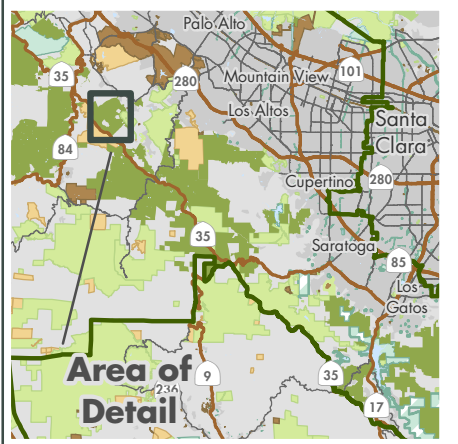 Palo Alto
35
280
Mountain View
101
Los Altos
Santa
Clara
84
Cupertino
280
35
Saratoga
85
Los
Gatos
Area of
236
Detail
9
35
17